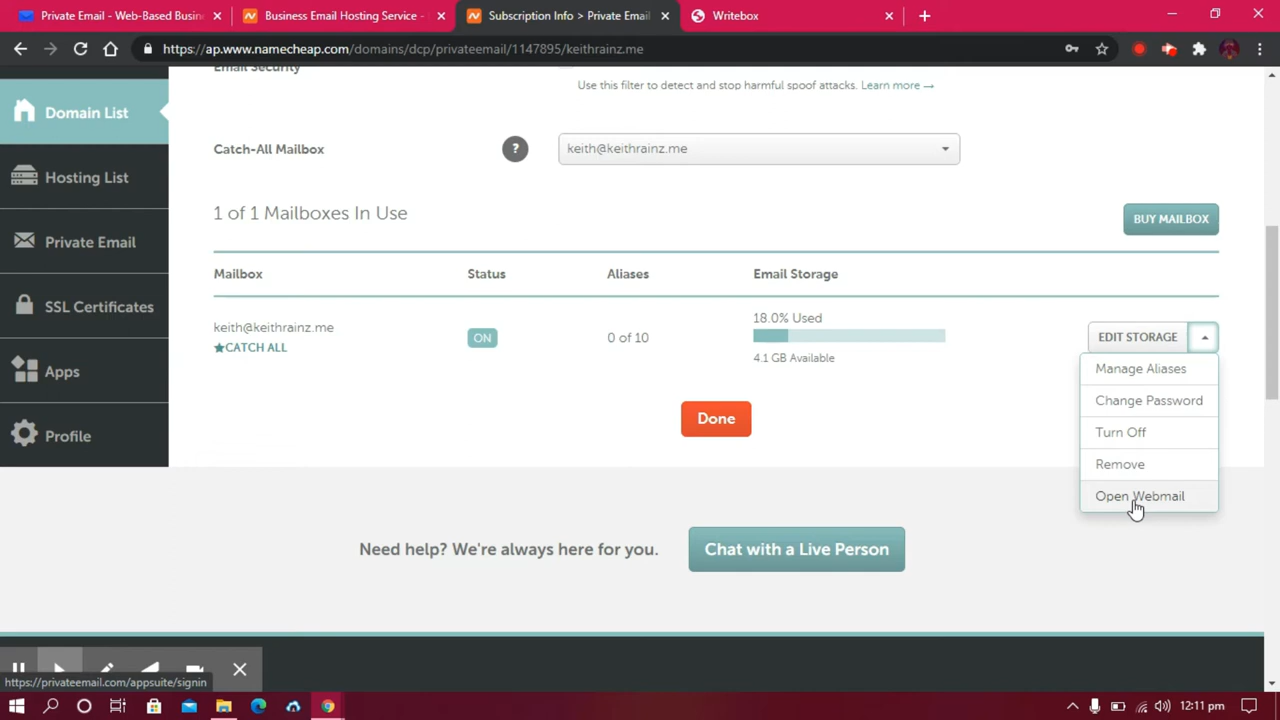 Private Email - Web-Based Busin
Business Email Hosting Service -
Subscription Info > Private Email
Writebox
https://ap.www.namecheap.com/domains/dcp/privateemail/1147895/keithrainz.me
Domain List
Hosting List
Private Email
SSL Certificates
Apps
Profile
Email Security
Use this filter to detect and stop harmful spoof attacks. Learn more →
Catch-All Mailbox
?
keith@keithrainz.me
1 of 1 Mailboxes In Use
BUY MAILBOX
Mailbox Status Aliases Email Storage
keith@keithrainz.me
★CATCH ALL
ON
0 of 10
18.0% Used
4.1 GB Available
EDIT STORAGE
Manage Aliases
Change Password
Turn Off
Remove
Open Webmail
Done
Need help? We're always here for you.
Chat with a Live Person
https://privateemail.com/appsuite/signin
12:11 pm